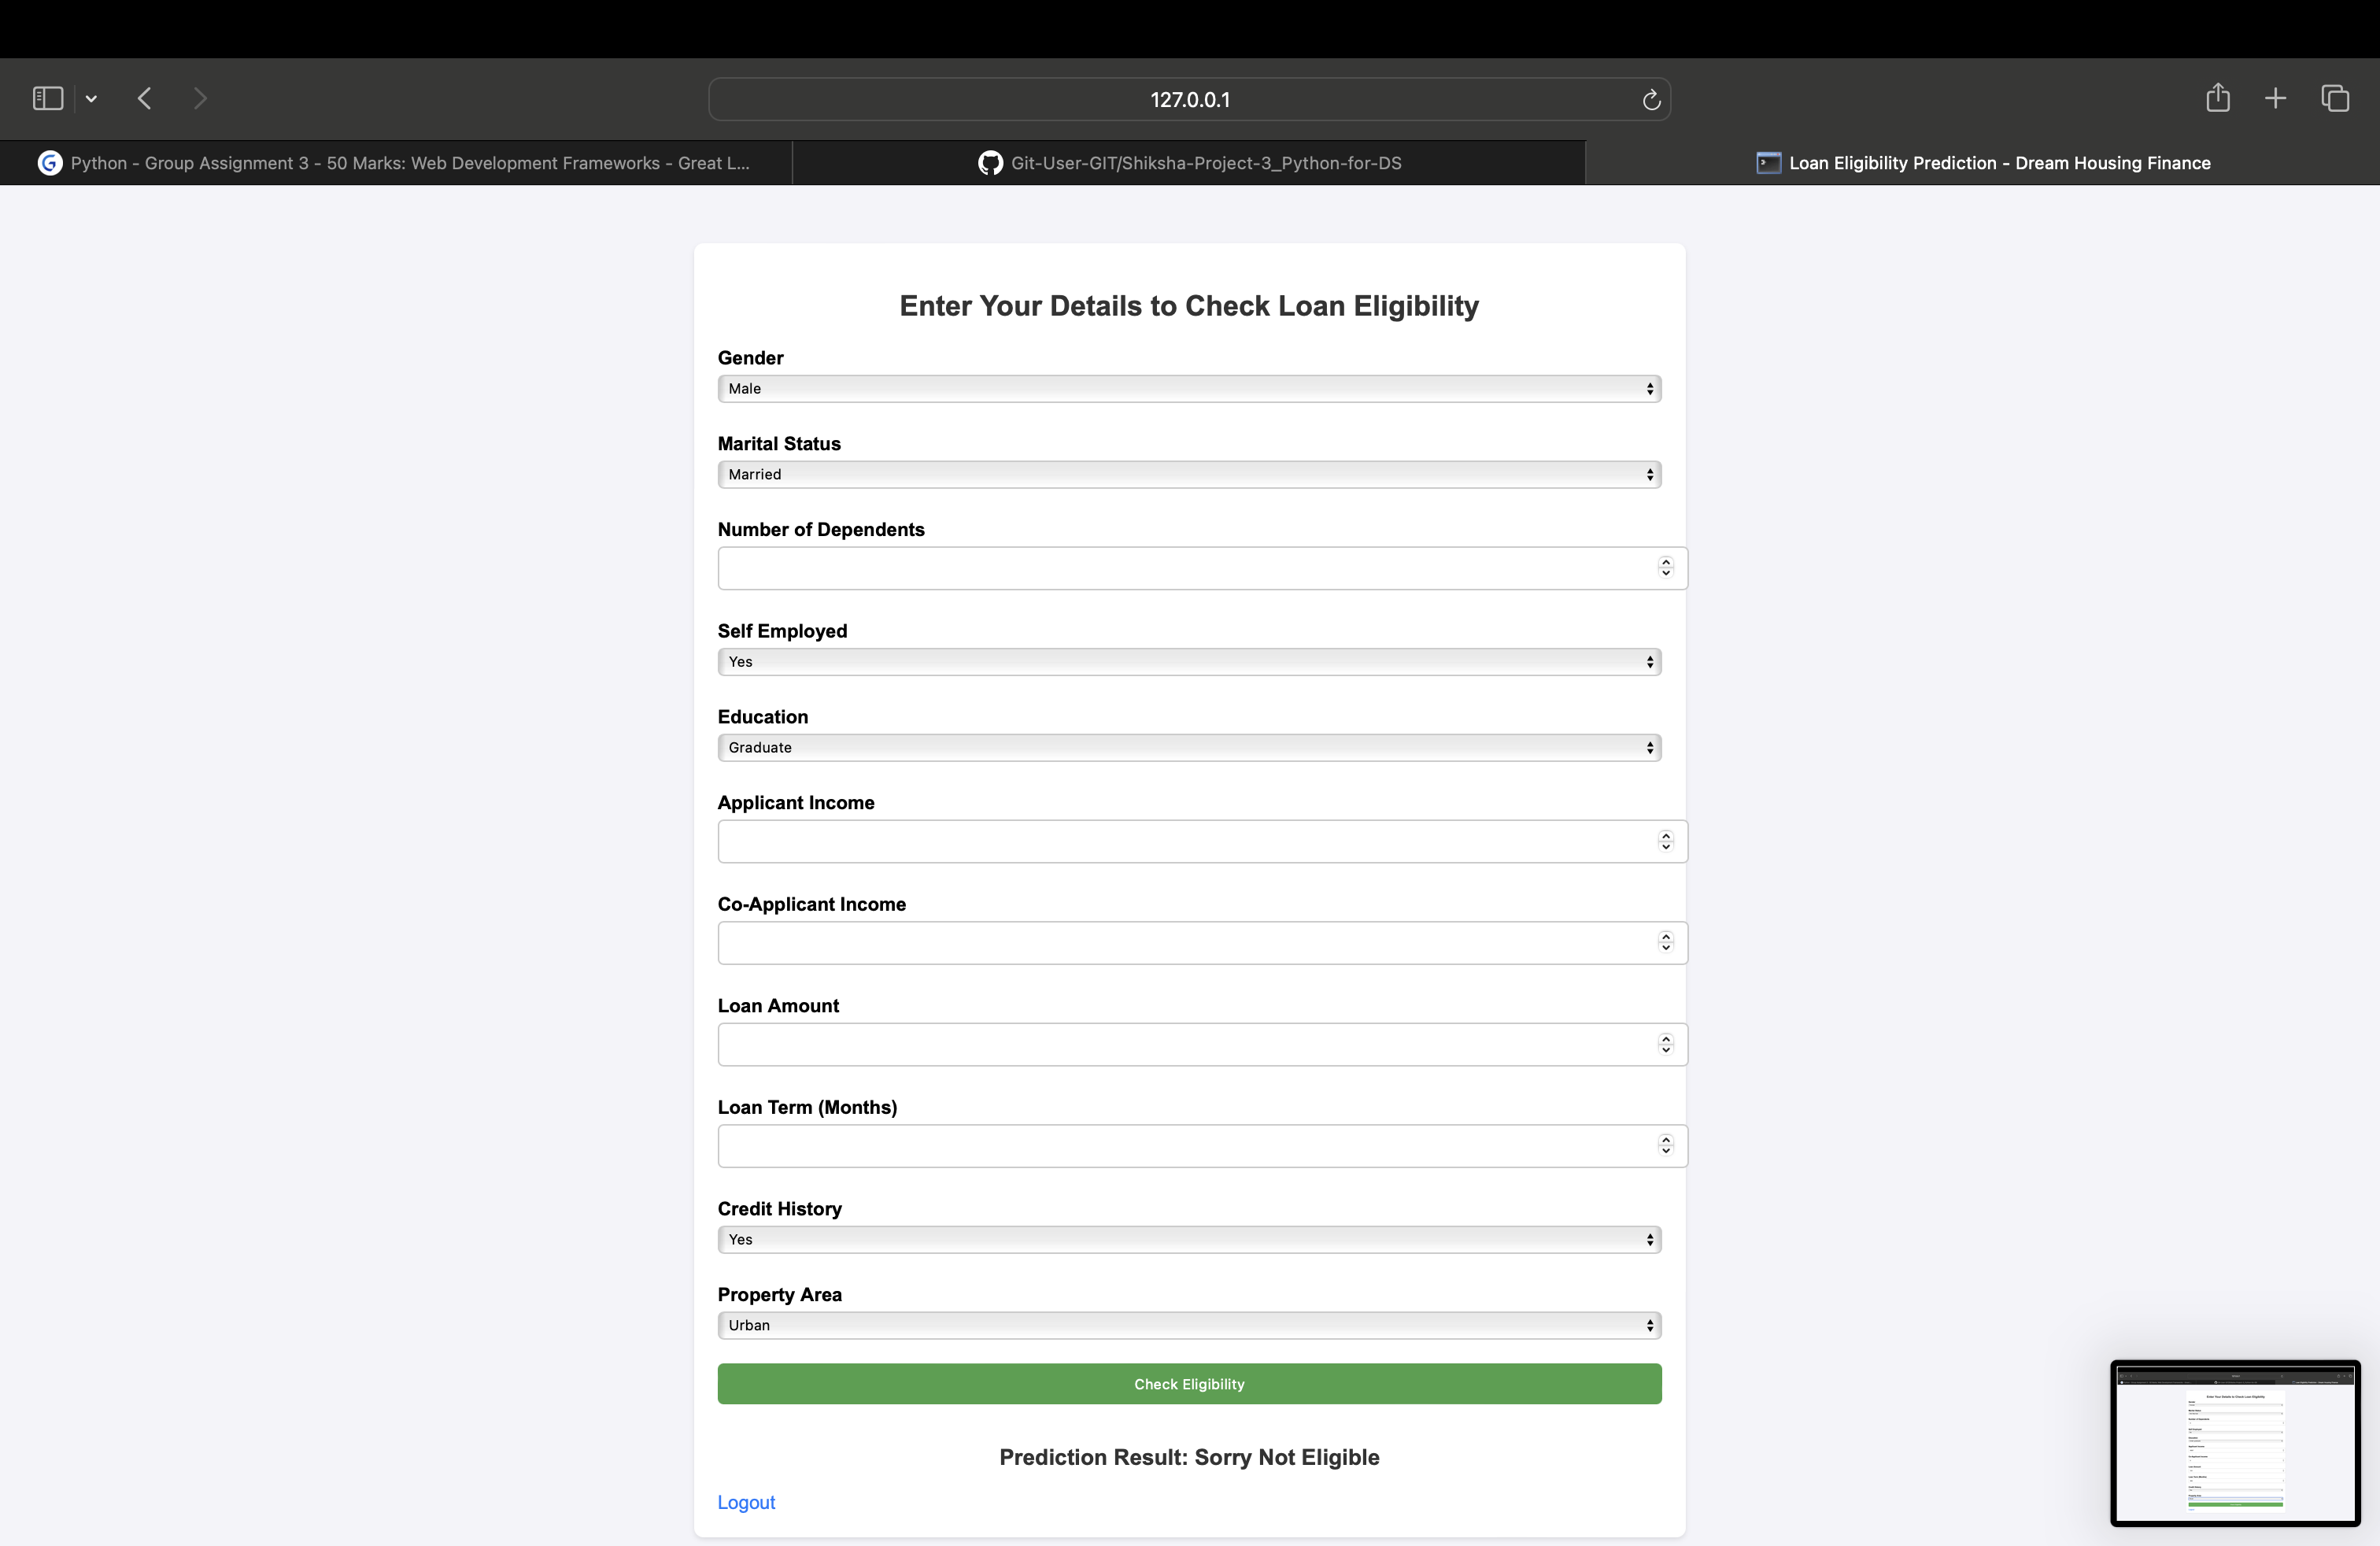 127.0.0.1
Python - Group Assignment 3 - 50 Marks: Web Development Frameworks - Great L...
Git-User-GIT/Shiksha-Project-3_Python-for-DS
Loan Eligibility Prediction - Dream Housing Finance
Enter Your Details to Check Loan Eligibility
Gender
Male
Marital Status
Married
Number of Dependents
Self Employed
Yes
Education
Graduate
Applicant Income
Co-Applicant Income
Loan Amount
Loan Term (Months)
Credit History
Yes
Property Area
Urban
Check Eligibility
Prediction Result: Sorry Not Eligible
Logout